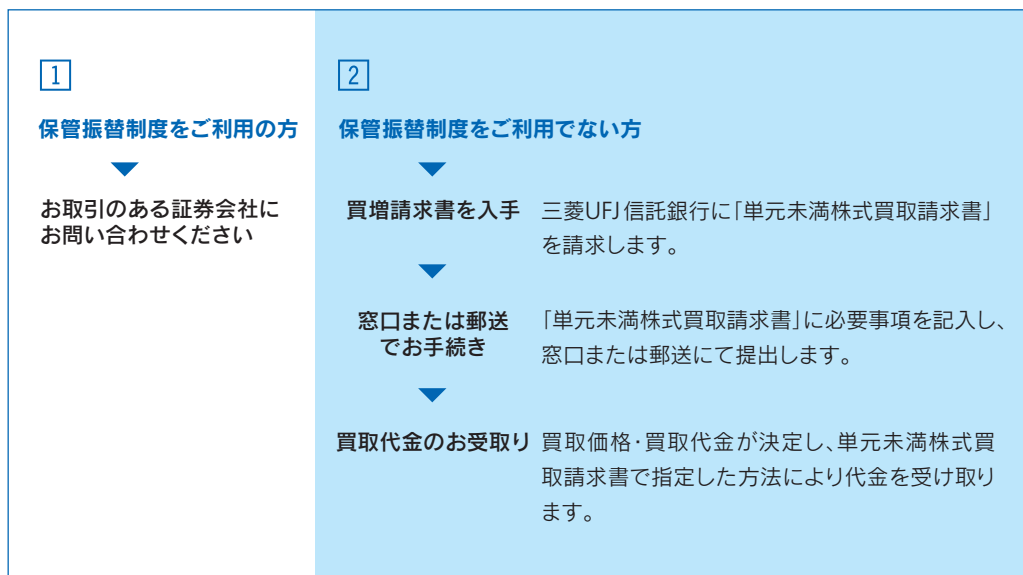 1
保管振替制度をご利用の方
お取引のある証券会社に
お問い合わせください
2
保管振替制度をご利用でない方
買増請求書を入手
三菱UFJ信託銀行に「単元未満株式買取請求書」
を請求します。
窓口または郵送
でお手続き
「単元未満株式買取請求書」に必要事項を記入し、
窓口または郵送にて提出します。
買取代金のお受取り
買取価格・買取代金が決定し、単元未満株式買
取請求書で指定した方法により代金を受け取り
ます。